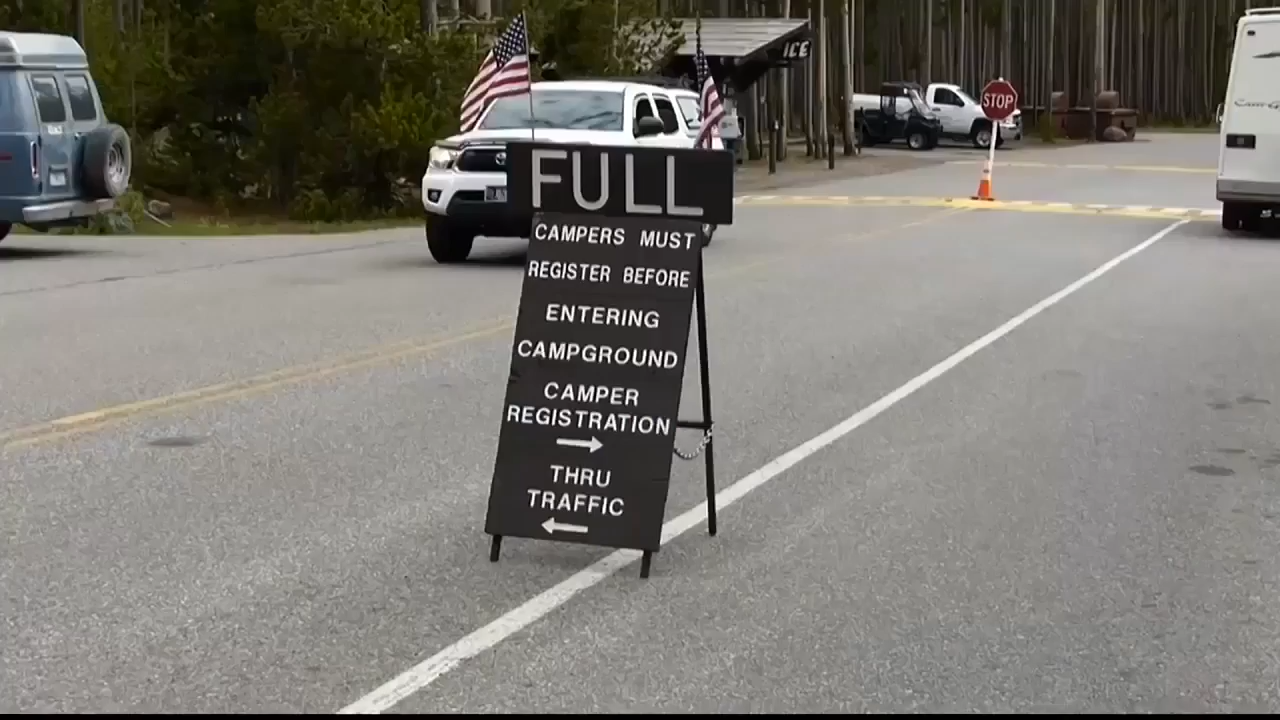 ICE
STOP
FULL
CAMPERS MUST
REGISTER BEFORE
ENTERING
CAMPGROUND
CAMPER
REGISTRATION
THRU
TRAFFIC